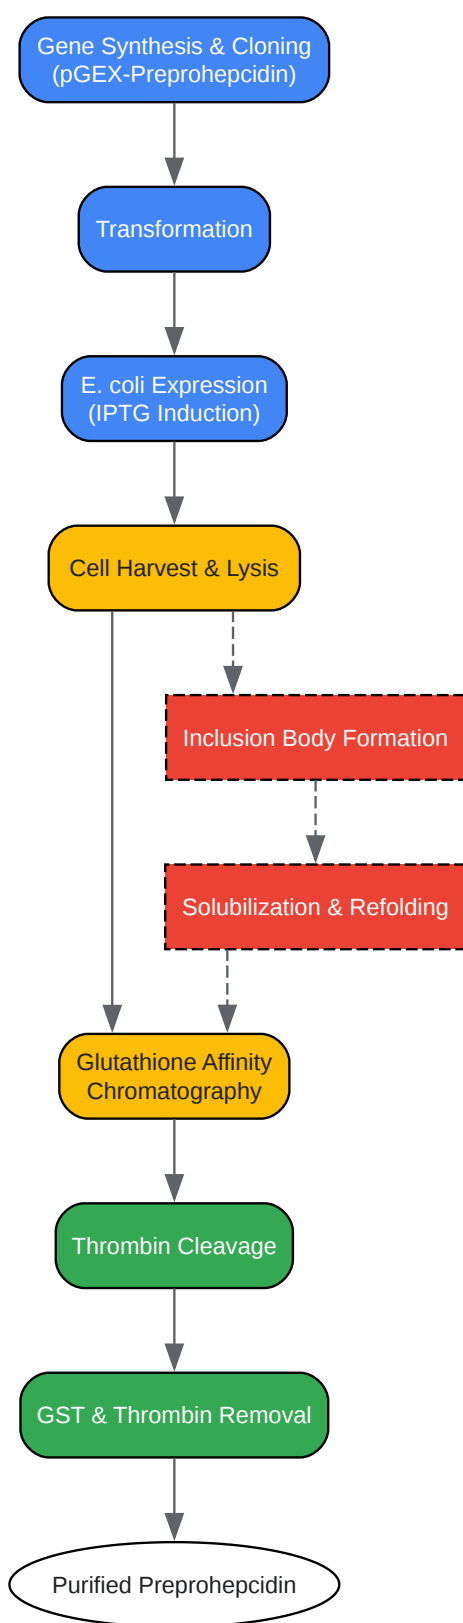 Gene Synthesis & Cloning
(pGEX-Preprohepcidin)
Transformation
E. coli Expression
(IPTG Induction)
Cell Harvest & Lysis
Inclusion Body Formation
Solubilization & Refolding
Glutathione Affinity
Chromatography
Thrombin Cleavage
GST & Thrombin Removal
Purified Preprohepcidin